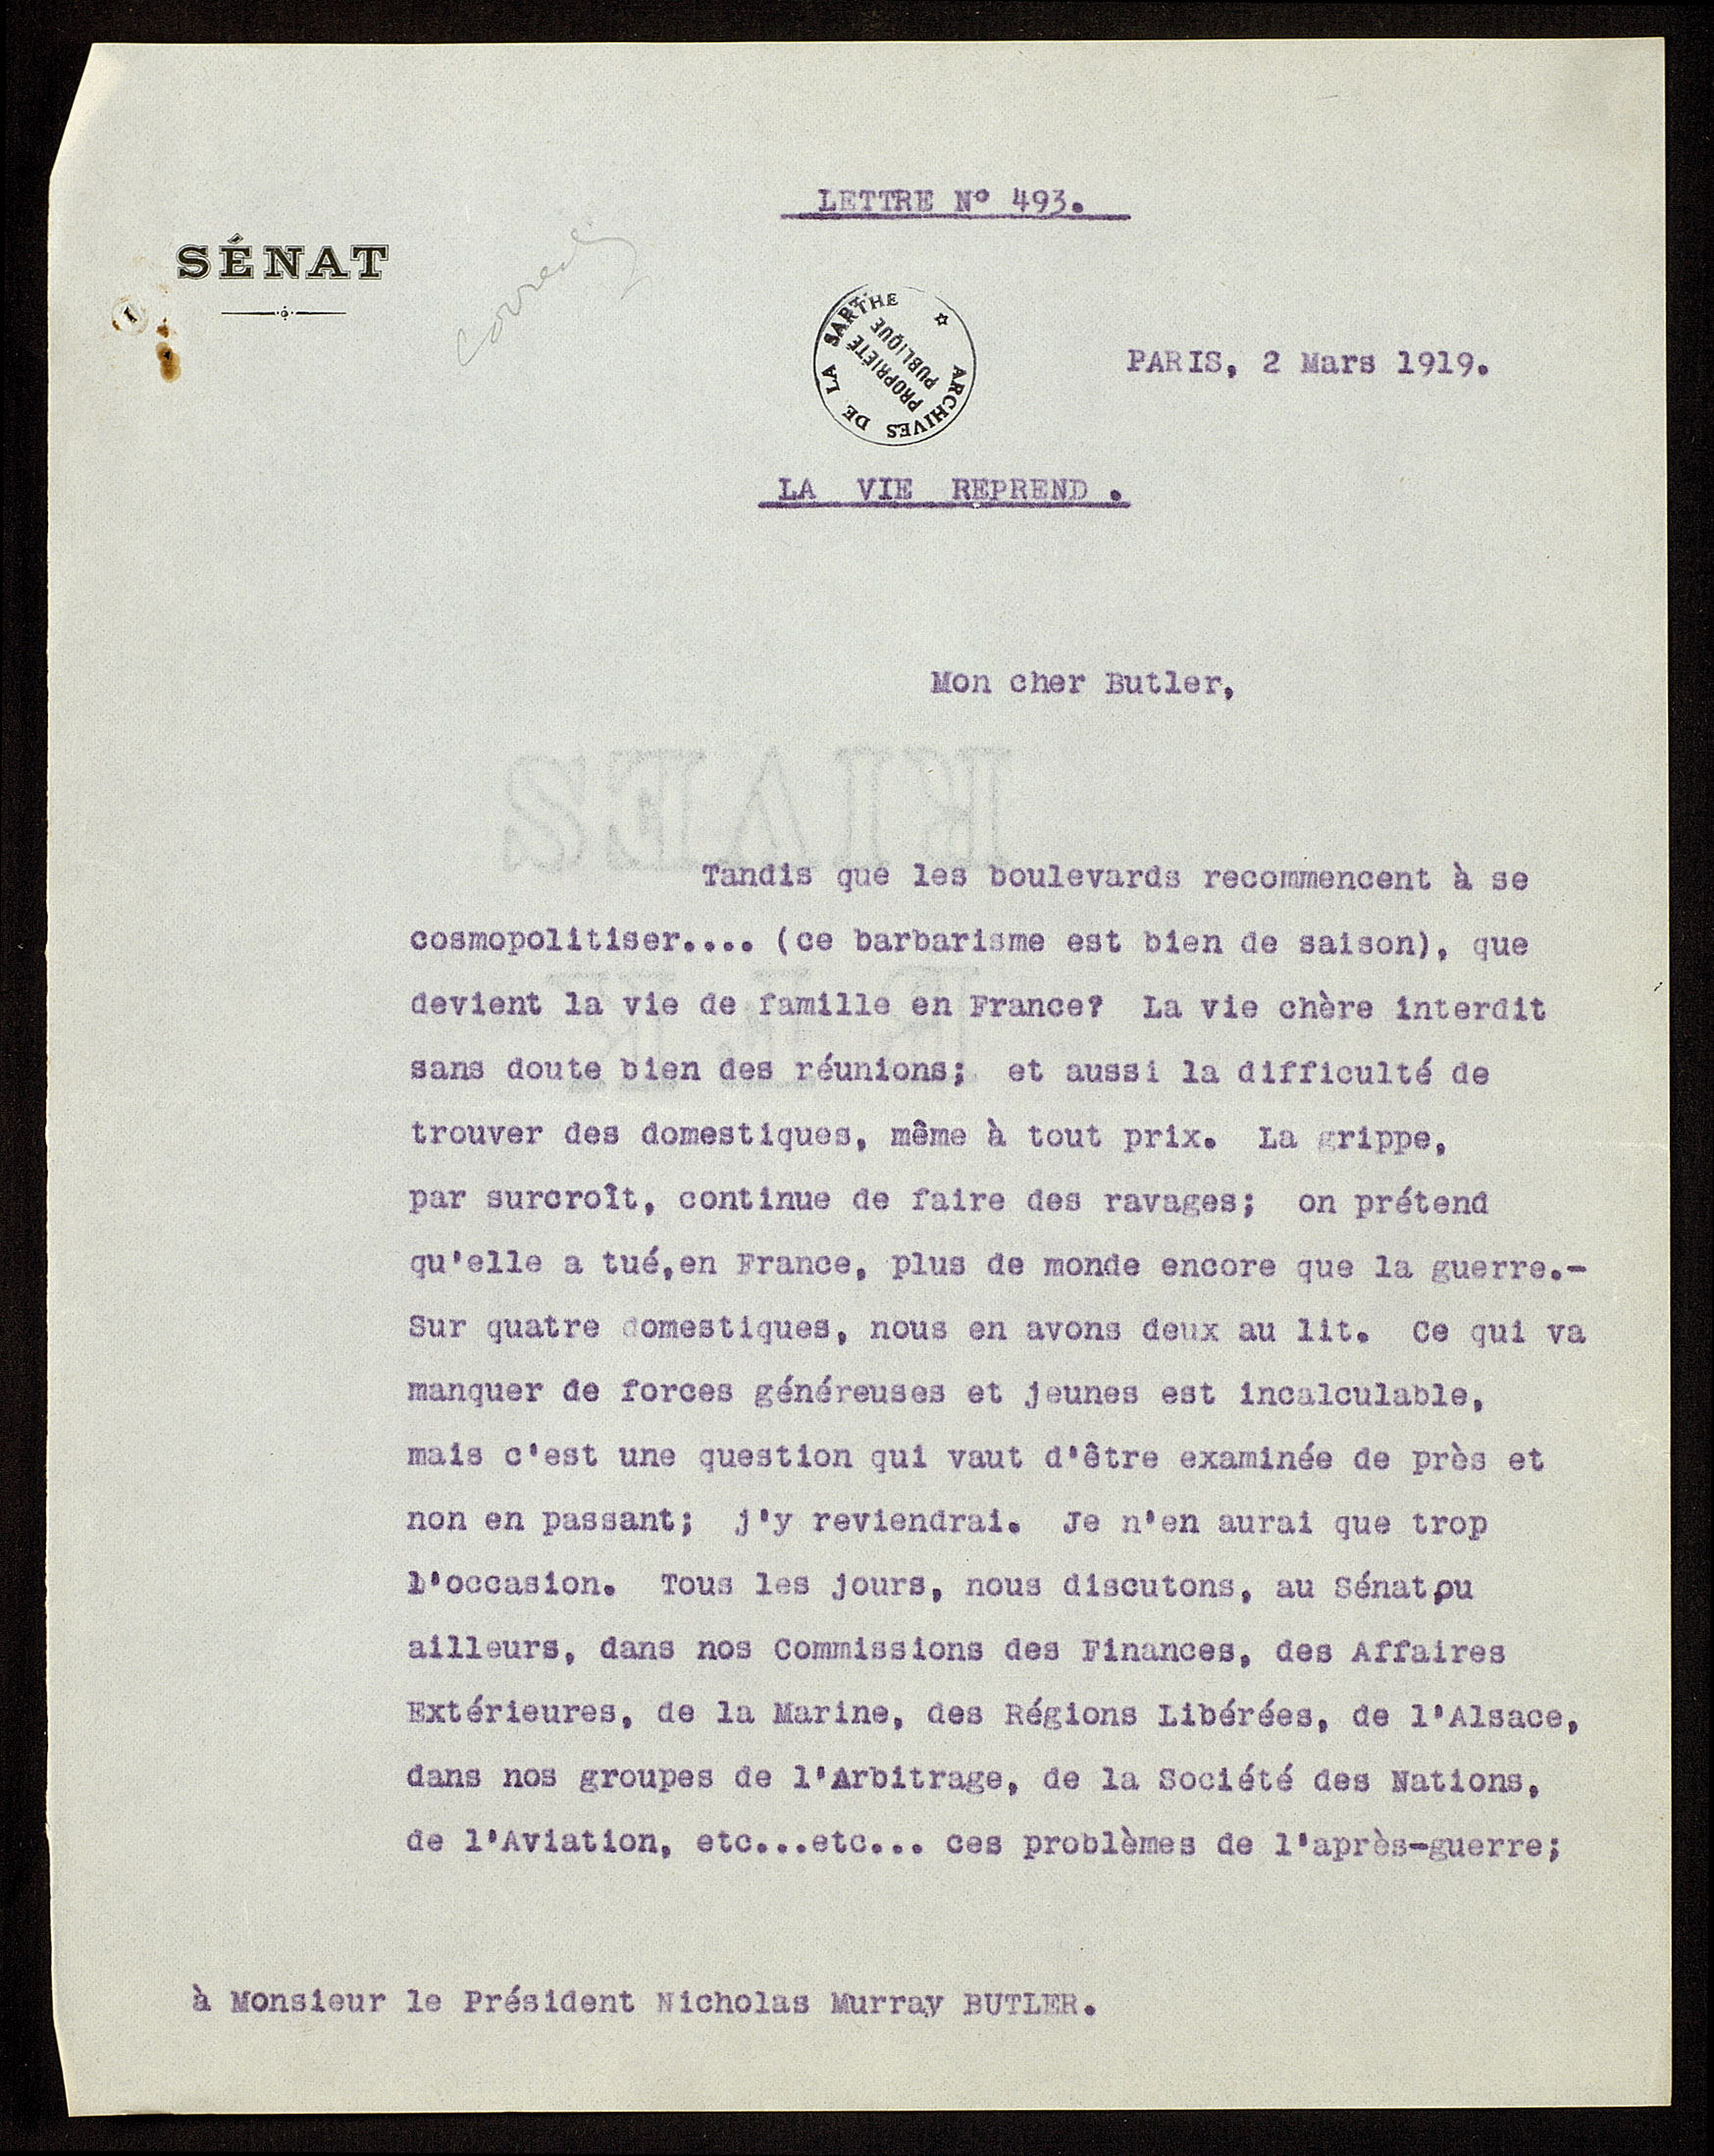 LETTRE N° 493.
SÉNAT
ARCHIVES DE LA SARTHE
PROPRIÉTÉ
PUBLIQUE
PARIS, 2 Mars 1919.
LA VIE REPREND .
Mon cher Butler,
RIVES
Tandis que les boulevards recommencent à se
cosmopolitiser.... (ce barbarisme est bien de saison), que
devient la vie de famille en France? La vie chère interdit
sans doute bien des réunions; et aussi la difficulté de
trouver des domestiques, même à tout prix. La grippe,
par surcroît, continue de faire des ravages; on prétend
qu'elle a tué,en France, plus de monde encore que la guerre.-
Sur quatre domestiques, nous en avons deux au lit. Ce qui va
manquer de forces généreuses et jeunes est incalculable,
mais c'est une question qui vaut d'être examinée de près et
non en passant; j'y reviendrai. Je n'en aurai que trop
l'occasion. Tous les jours, nous discutons, au Sénat,ou
ailleurs, dans nos Commissions des Finances, des Affaires
Extérieures, de la Marine, des Régions Libérées, de l'Alsace,
dans nos groupes de l'Arbitrage, de la Société des Nations,
de l'Aviation, etc...etc... ces problèmes de l'après-guerre;
à Monsieur le Président Nicholas Murray BUTLER.